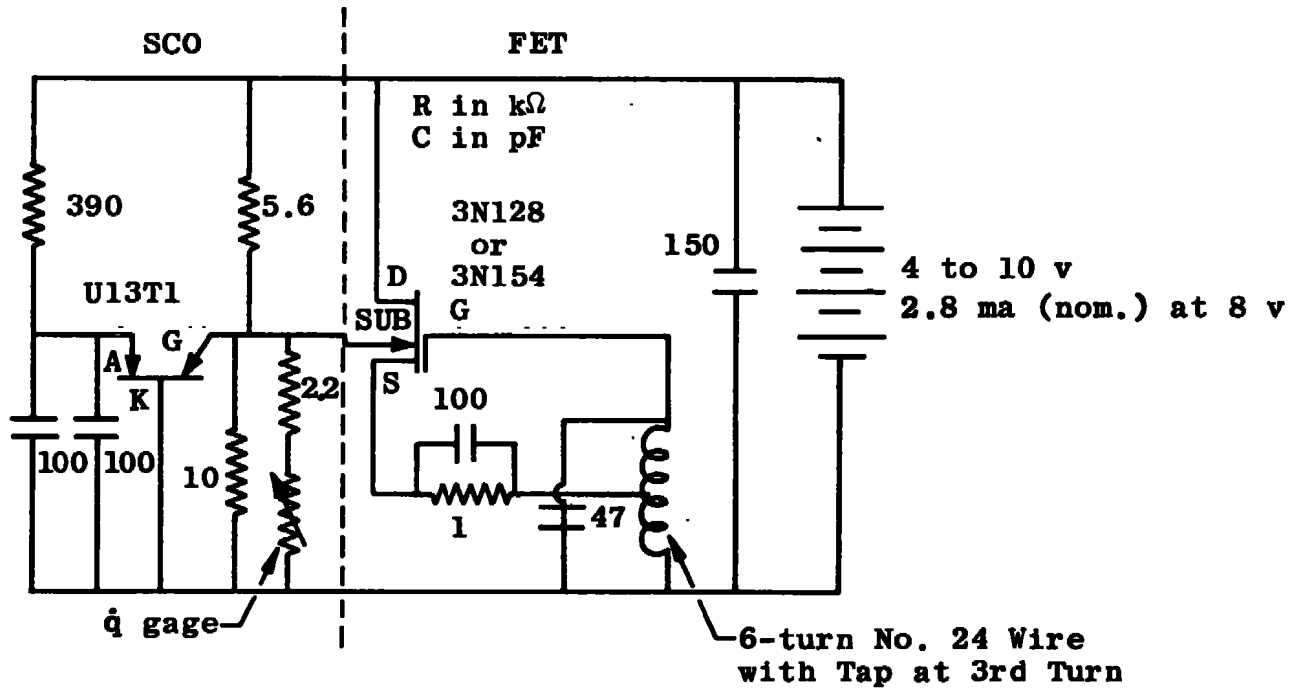 SCO
FET
R in kΩ
C in pF
390
5.6
3N128
or
3N154
150
4 to 10 v
2.8 ma (nom.) at 8 v
U13T1
D
G
SUB
A
G
K
S
2.2
100
100
100
10
1
47
q̇ gage
6-turn No. 24 Wire
with Tap at 3rd Turn